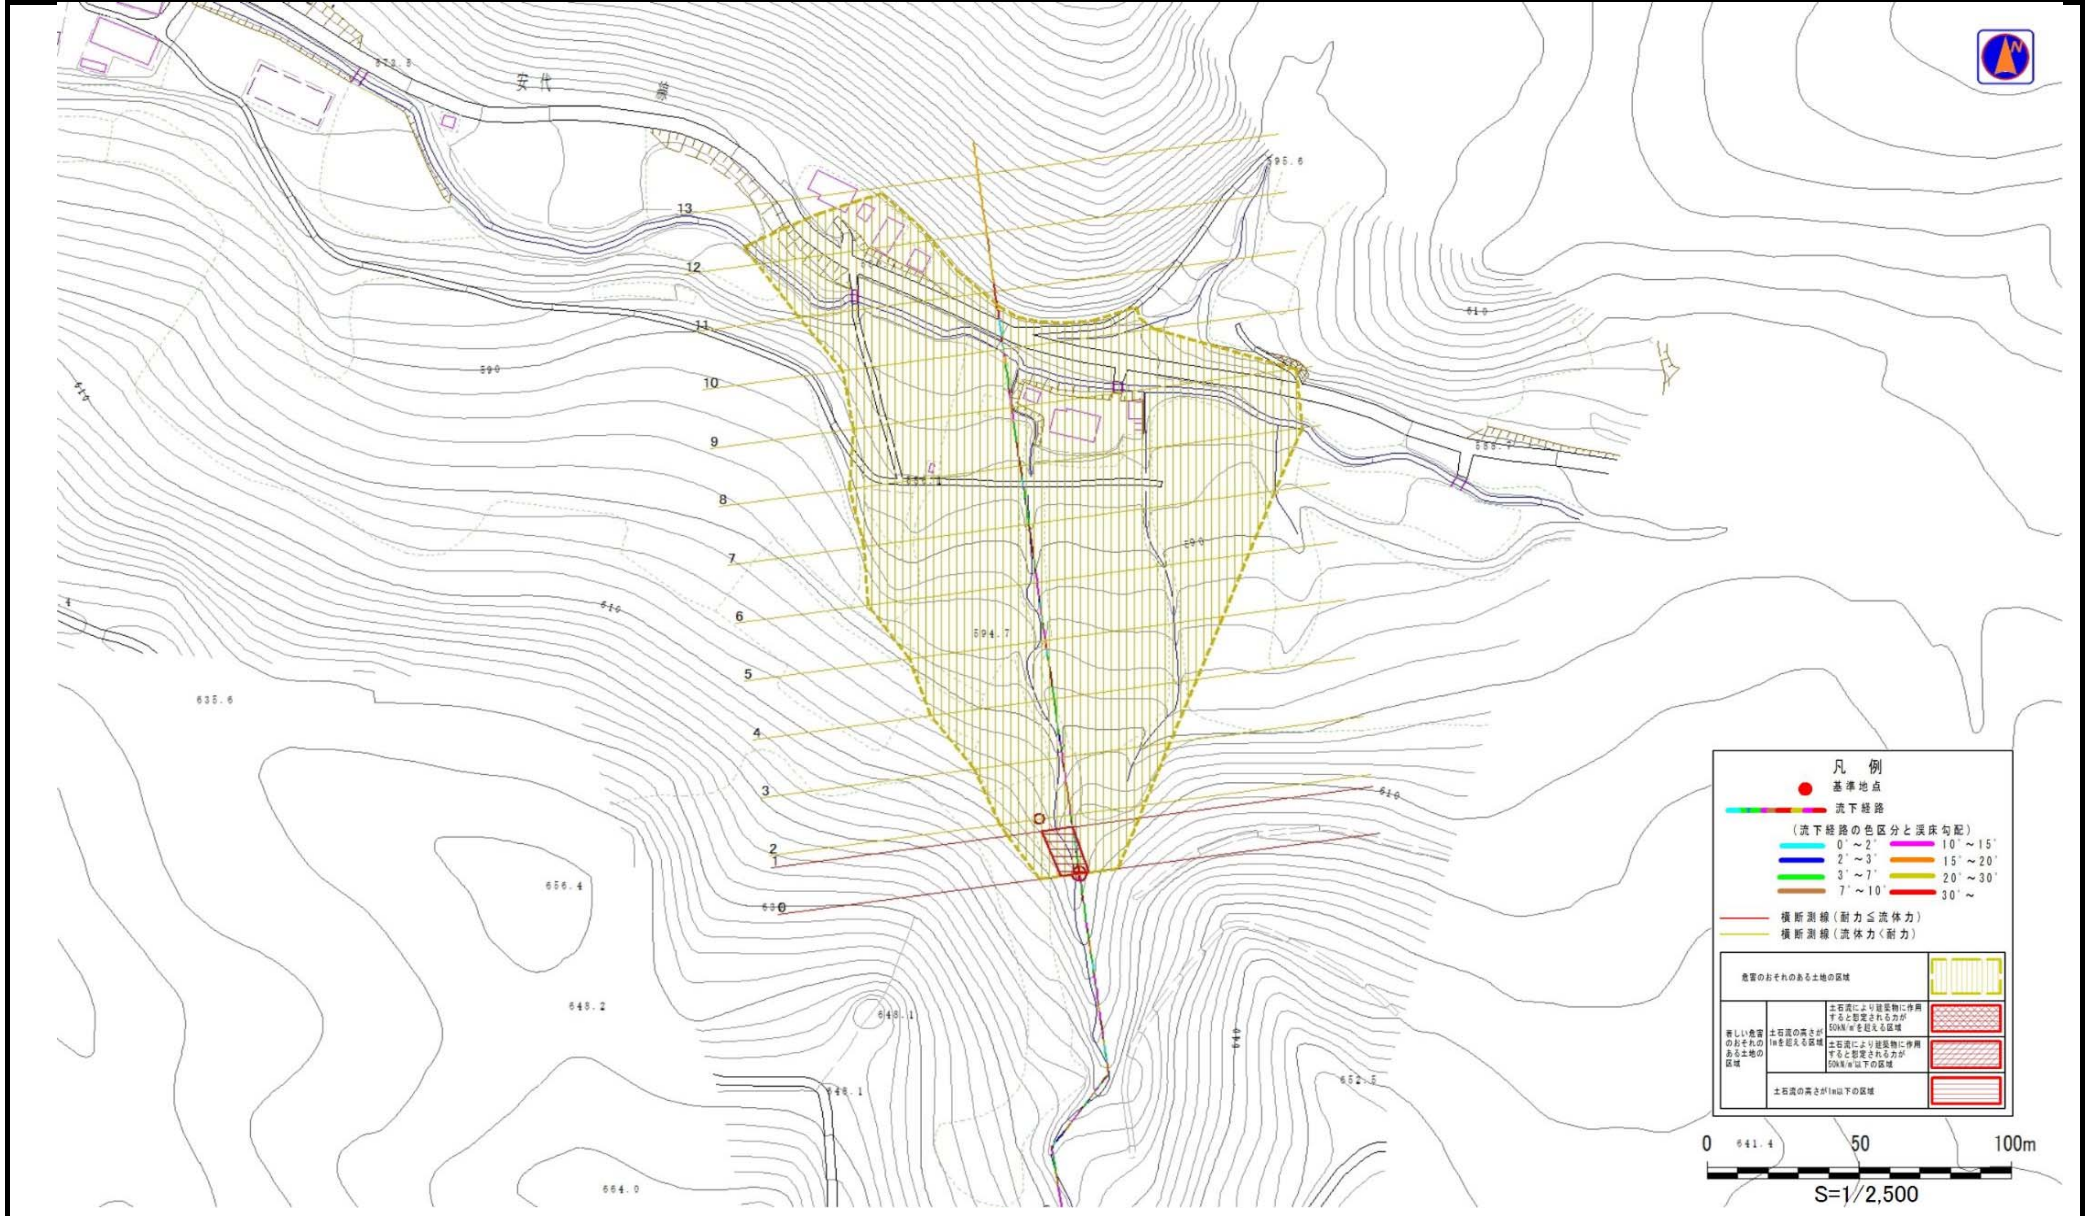 N
安代
595.6
13
12
11
610
590
10
610
9
8
7
590
610
6
594.7
5
635.6
4
3
610
2
1
656.4
630
0
648.2
648.1
640
652.5
648.1
664.0
凡 例
基準地点
流下経路
(流下経路の色区分と渓床勾配)
0°～2° 10°～15°
2°～3° 15°～20°
3°～7° 20°～30°
7°～10° 30°～
横断測線(耐力≦流体力)
横断測線(流体力<耐力)
危害のおそれのある土地の区域
著しい危害
のおそれの
ある土地の
区域
土石流の高さが
1mを超える区域
土石流により建築物に作用
すると想定される力が
50kN/㎡を超える区域
土石流により建築物に作用
すると想定される力が
50kN/㎡以下の区域
土石流の高さが1m以下の区域
0 50 100m
641.4
S=1/2,500